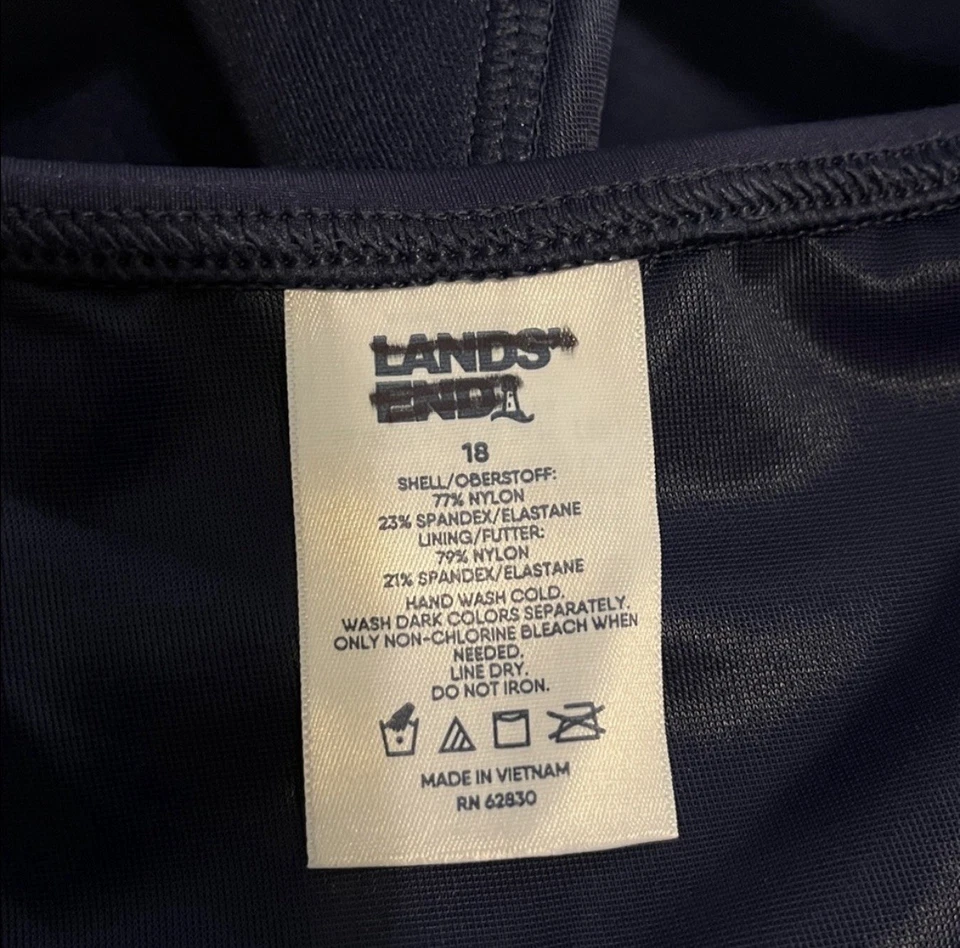 LANDS'
END
18
SHELL/OBERSTOFF:
77% NYLON
23% SPANDEX/ELASTANE
LINING/FUTTER:
79% NYLON
21% SPANDEX/ELASTANE
HAND WASH COLD.
WASH DARK COLORS SEPARATELY.
ONLY NON-CHLORINE BLEACH WHEN
NEEDED.
LINE DRY.
DO NOT IRON.
MADE IN VIETNAM
RN 62830